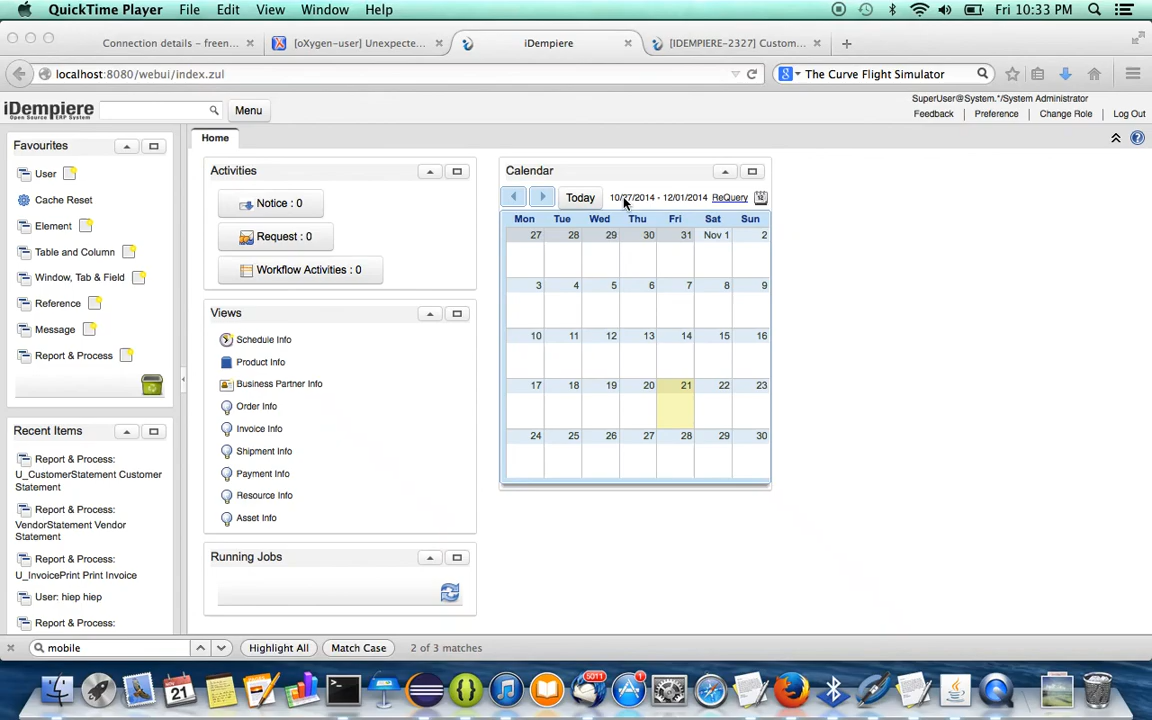 QuickTime Player File Edit View Window Help Fri 10:33 PM
Connection details - freen... × [oXygen-user] Unexpecte... × iDempiere × [IDEMPIERE-2327] Custom... ×
localhost:8080/webui/index.zul The Curve Flight Simulator
iDempiere Menu SuperUser@System.*/System Administrator
Open Source ERP System Feedback Preference Change Role Log Out
Home
Favourites
User
Cache Reset
Element
Table and Column
Window, Tab & Field
Reference
Message
Report & Process
Recent Items
Report & Process:
U_CustomerStatement Customer
Statement
Report & Process:
VendorStatement Vendor
Statement
Report & Process:
U_InvoicePrint Print Invoice
User: hiep hiep
Report & Process:
Activities
Notice : 0
Request : 0
Workflow Activities : 0
Views
Schedule Info
Product Info
Business Partner Info
Order Info
Invoice Info
Shipment Info
Payment Info
Resource Info
Asset Info
Running Jobs
Calendar
Today 10/27/2014 - 12/01/2014 ReQuery
Mon Tue Wed Thu Fri Sat Sun
27 28 29 30 31 Nov 1 2
3 4 5 6 7 8 9
10 11 12 13 14 15 16
17 18 19 20 21 22 23
24 25 26 27 28 29 30
mobile Highlight All Match Case 2 of 3 matches
NOV
21
5011
1